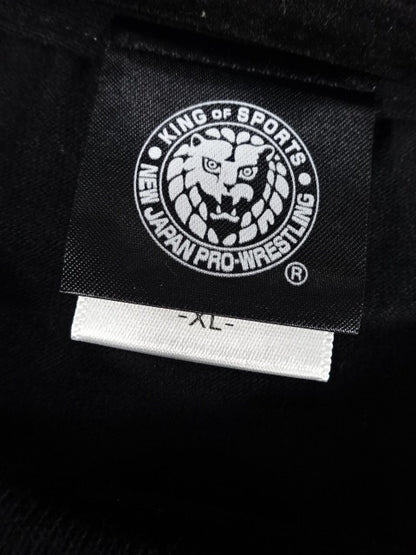 KING OF SPORTS
NEW JAPAN PRO-WRESTLING
®
-XL-